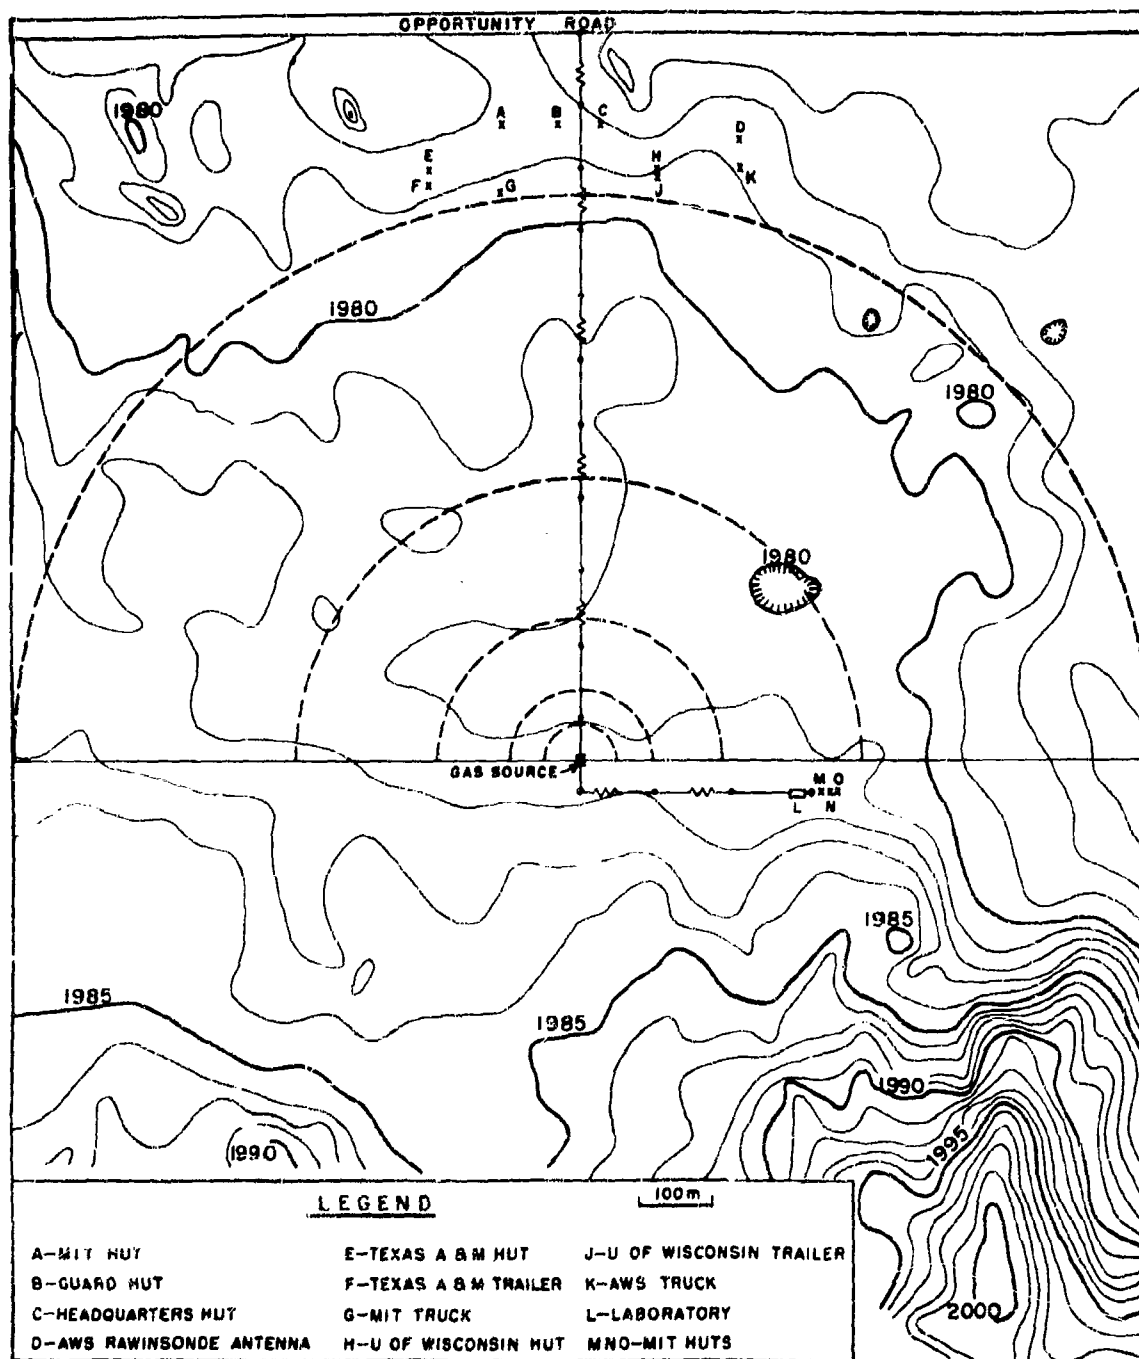 OPPORTUNITY ROAD
1980
A B C
D
E H
F G K
J
1980
1980
1980
GAS SOURCE
M O
L N
1985
1985
1985
1990
1995
1990
2000
LEGEND
100m
A-MIT HUT E-TEXAS A & M HUT J-U OF WISCONSIN TRAILER
B-GUARD HUT F-TEXAS A & M TRAILER K-AWS TRUCK
C-HEADQUARTERS HUT G-MIT TRUCK L-LABORATORY
D-AWS RAWINSONDE ANTENNA H-U OF WISCONSIN HUT MNO-MIT HUTS